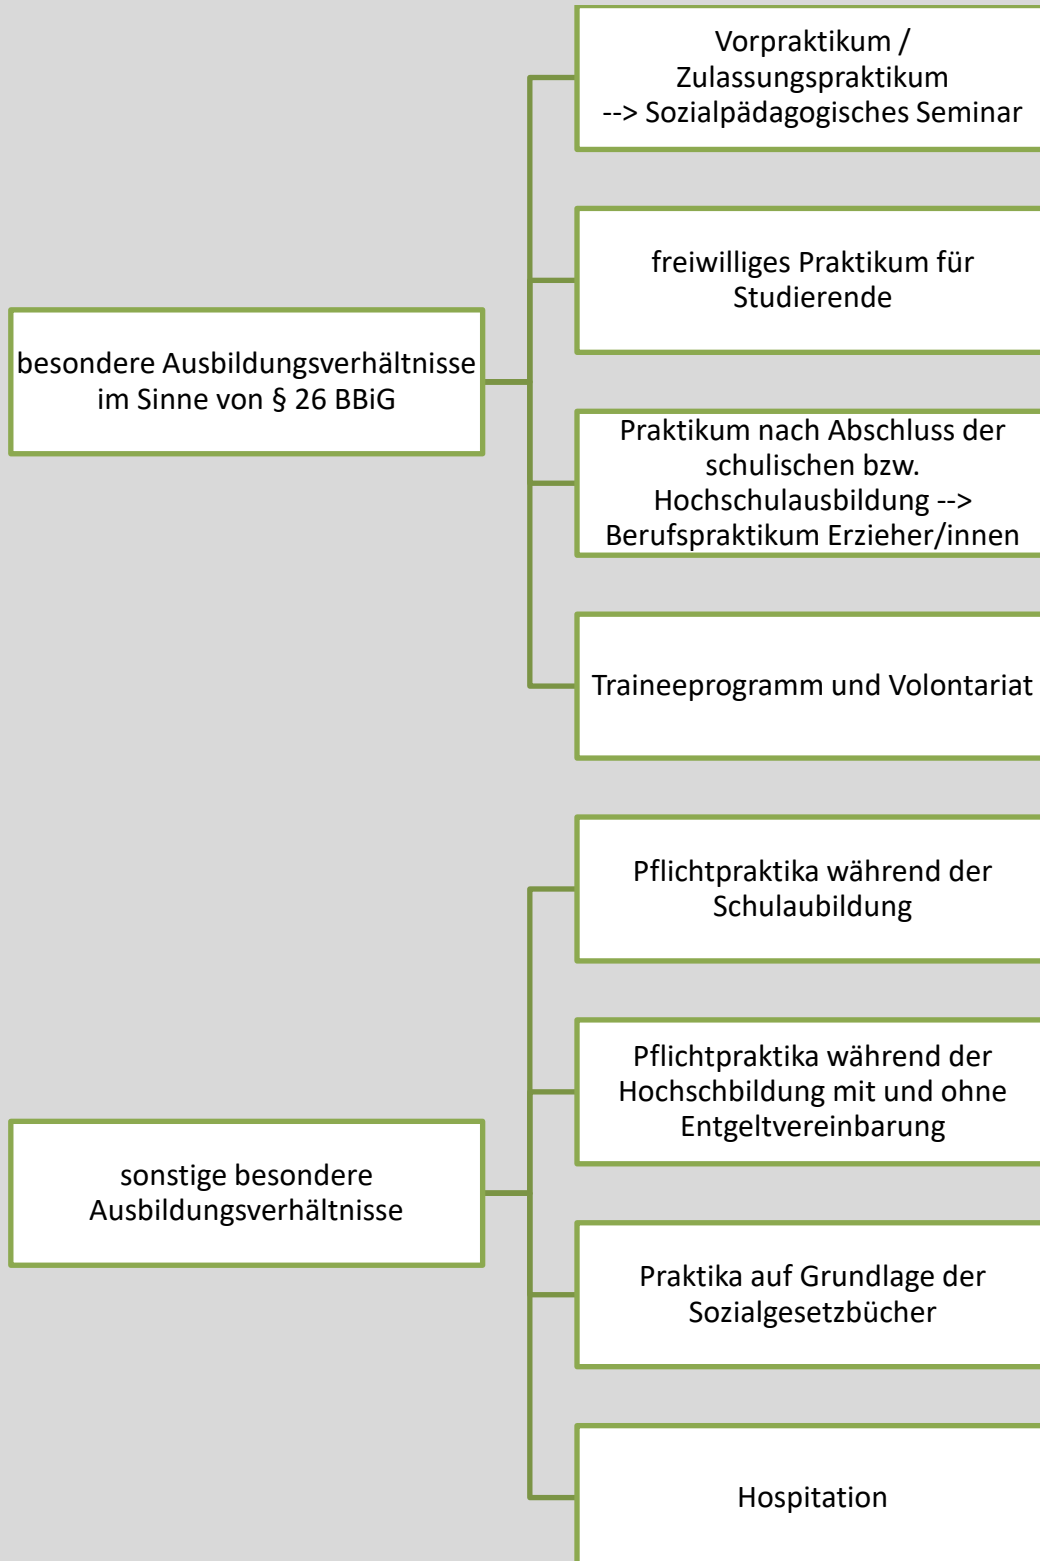 besondere Ausbildungsverhältnisse
im Sinne von § 26 BBiG
Vorpraktikum /
Zulassungspraktikum
--> Sozialpädagogisches Seminar
freiwilliges Praktikum für
Studierende
Praktikum nach Abschluss der
schulischen bzw.
Hochschulausbildung -->
Berufspraktikum Erzieher/innen
Traineeprogramm und Volontariat
sonstige besondere
Ausbildungsverhältnisse
Pflichtpraktika während der
Schulaubildung
Pflichtpraktika während der
Hochschbildung mit und ohne
Entgeltvereinbarung
Praktika auf Grundlage der
Sozialgesetzbücher
Hospitation